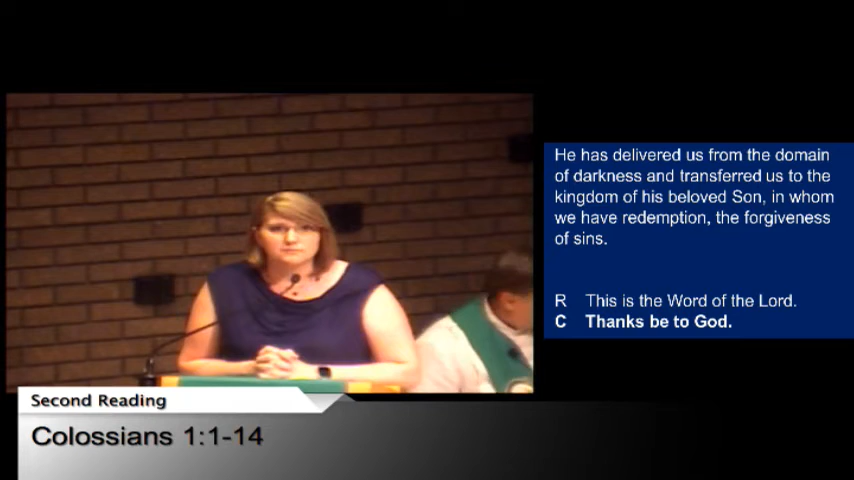 He has delivered us from the domain
of darkness and transferred us to the
kingdom of his beloved Son, in whom
we have redemption, the forgiveness
of sins.
R This is the Word of the Lord.
C Thanks be to God.
Second Reading
Colossians 1:1-14